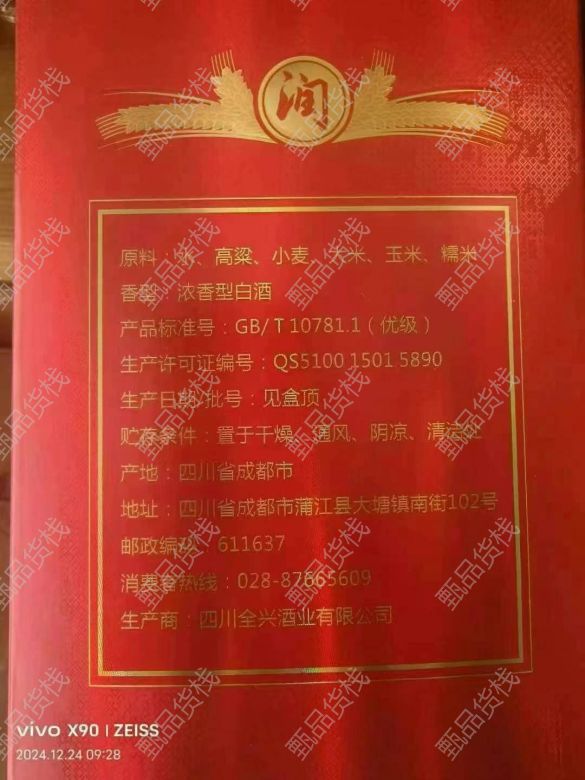 润
原料：水、高粱、小麦、大米、玉米、糯米
香型：浓香型白酒
产品标准号：GB/T 10781.1（优级）
生产许可证编号：QS5100 1501 5890
生产日期/批号：见盒顶
贮存条件：置于干燥、通风、阴凉、清洁处
产地：四川省成都市
地址：四川省成都市蒲江县大塘镇南街102号
邮政编码：611637
消费者热线：028-87665609
生产商：四川全兴酒业有限公司
vivo X90 | ZEISS
2024.12.24 09:28
甄品货栈